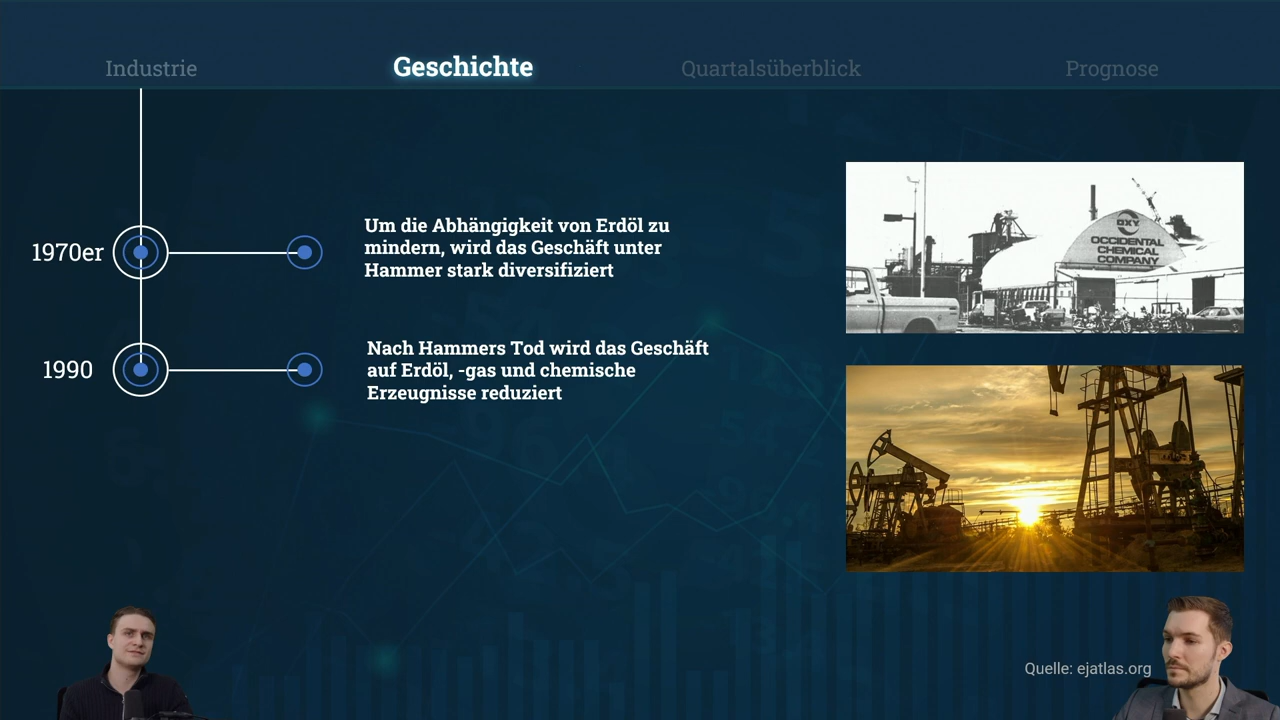 Industrie
Geschichte
Quartalsüberblick
Prognose
1970er
Um die Abhängigkeit von Erdöl zu
mindern, wird das Geschäft unter
Hammer stark diversifiziert
OXY
OCCIDENTAL
CHEMICAL
COMPANY
1990
Nach Hammers Tod wird das Geschäft
auf Erdöl, -gas und chemische
Erzeugnisse reduziert
Quelle: ejatlas.org